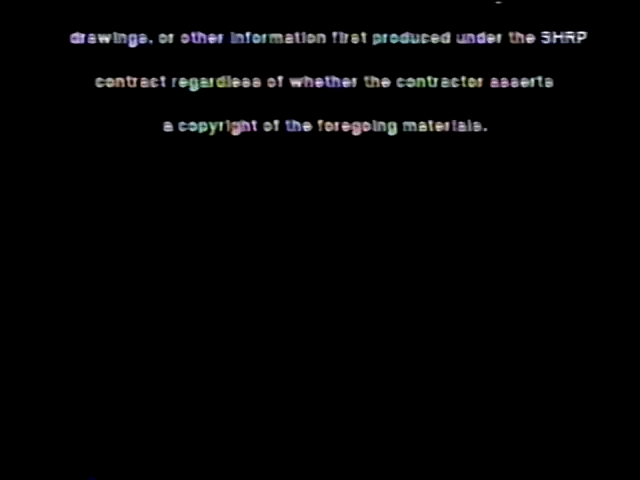 drawings, or other information first produced under the SHRP
contract regardless of whether the contractor asserts
a copyright of the foregoing materials.